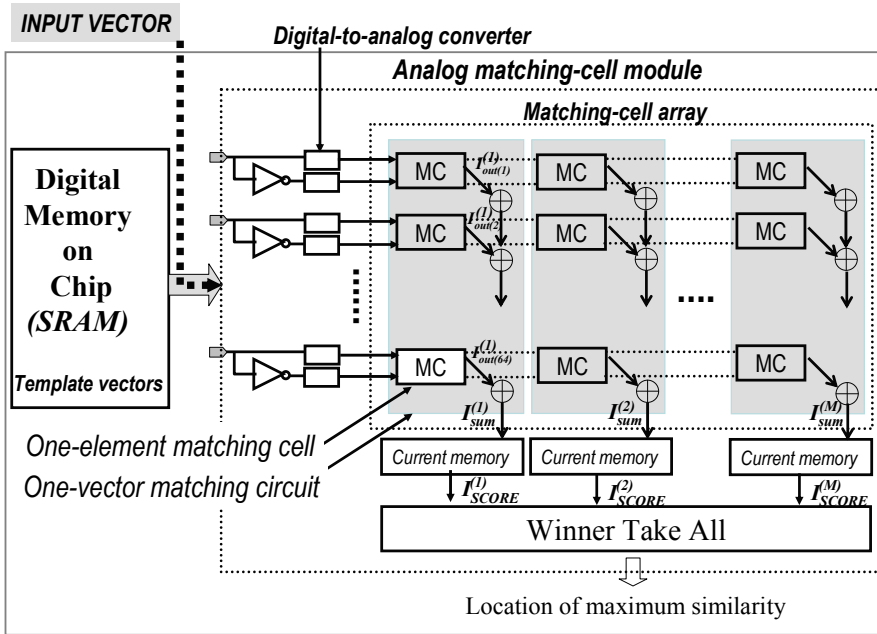 INPUT VECTOR
Digital-to-analog converter
Analog matching-cell module
Matching-cell array
Digital
Memory
on
Chip
(SRAM)
Template vectors
MC I(1)out(1) MC MC
MC I(1)out(2) MC MC
....
MC I(1)out(64) MC MC
I(1)sum I(2)sum I(M)sum
One-element matching cell
One-vector matching circuit
Current memory Current memory Current memory
I(1)SCORE I(2)SCORE I(M)SCORE
Winner Take All
Location of maximum similarity